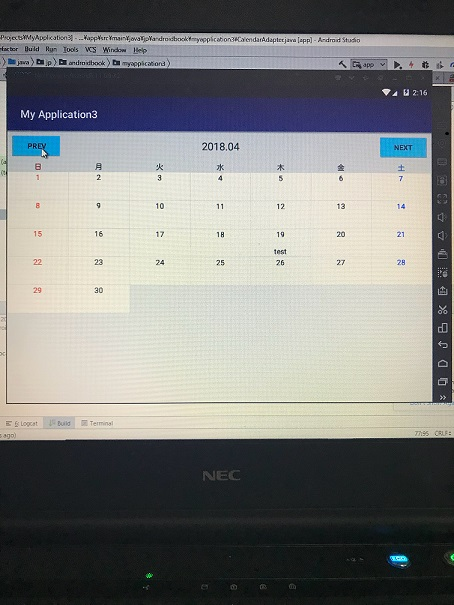 Projects¥MyApplication3] - ...¥app¥src¥main¥java¥jp¥androidbook¥myapplication3¥CalendarAdapter.java [app] - Android Studio
efactor Build Run Tools VCS Window Help
java jp androidbook myapplication3 app
2:16
My Application3
PREV 2018.04 NEXT
日 月 火 水 木 金 土
1 2 3 4 5 6 7
8 9 10 11 12 13 14
15 16 17 18 19 20 21
test
22 23 24 25 26 27 28
29 30
6: Logcat Build Terminal
s ago) 77:95 CRLF
NEC